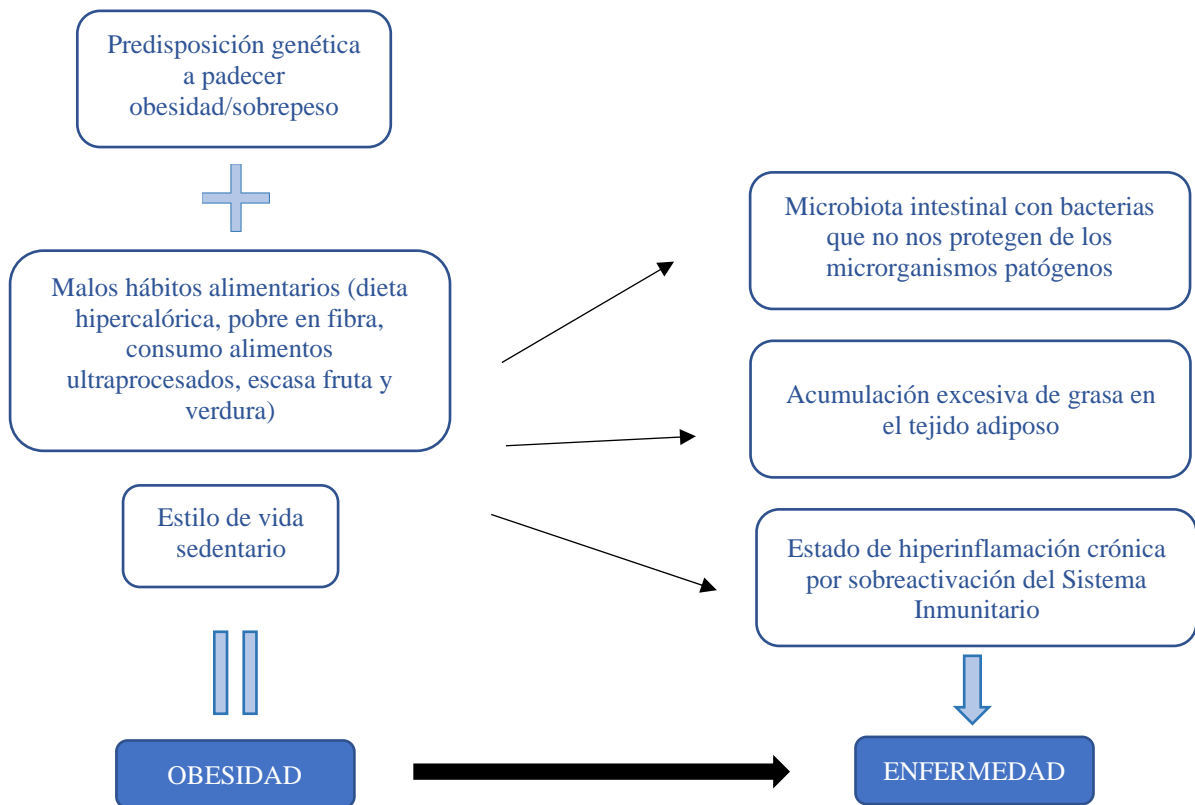 Predisposición genética
a padecer
obesidad/sobrepeso
Malos hábitos alimentarios (dieta
hipercalórica, pobre en fibra,
consumo alimentos
ultraprocesados, escasa fruta y
verdura)
Estilo de vida
sedentario
OBESIDAD
Microbiota intestinal con bacterias
que no nos protegen de los
microrganismos patógenos
Acumulación excesiva de grasa en
el tejido adiposo
Estado de hiperinflamación crónica
por sobreactivación del Sistema
Inmunitario
ENFERMEDAD